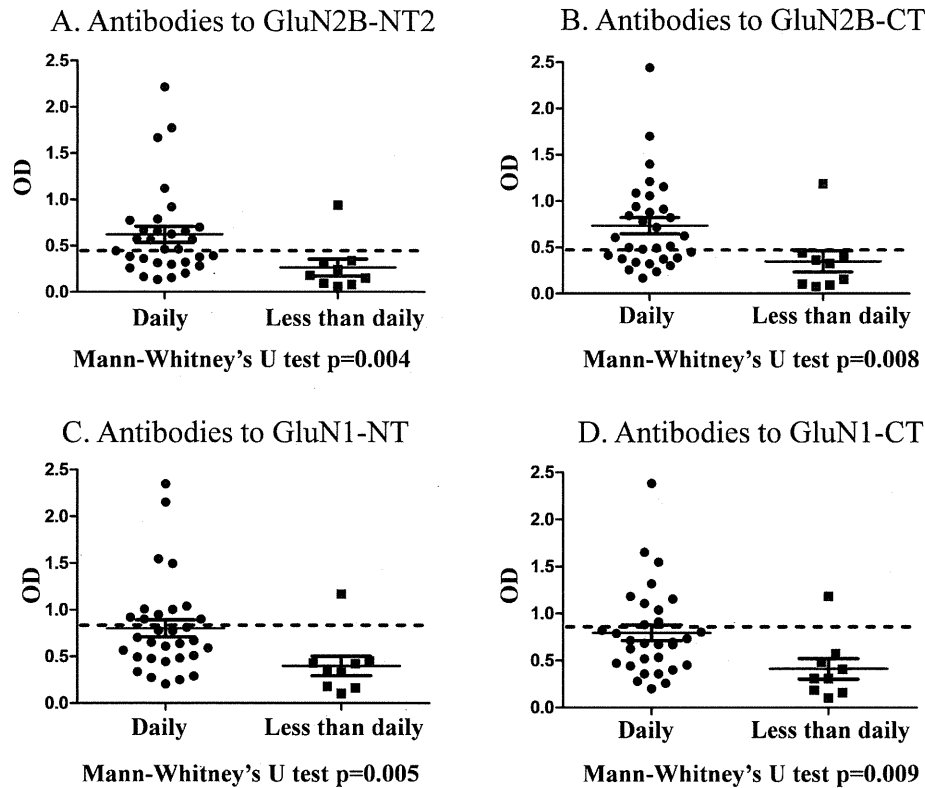 A. Antibodies to GluN2B-NT2
2.5
2.0
1.5
1.0
0.5
0.0
OD
Daily
Less than daily
Mann-Whitney's U test p=0.004
B. Antibodies to GluN2B-CT
2.5
2.0
1.5
1.0
0.5
0.0
OD
Daily
Less than daily
Mann-Whitney's U test p=0.008
C. Antibodies to GluN1-NT
2.5
2.0
1.5
1.0
0.5
0.0
OD
Daily
Less than daily
Mann-Whitney's U test p=0.005
D. Antibodies to GluN1-CT
2.5
2.0
1.5
1.0
0.5
0.0
OD
Daily
Less than daily
Mann-Whitney's U test p=0.009